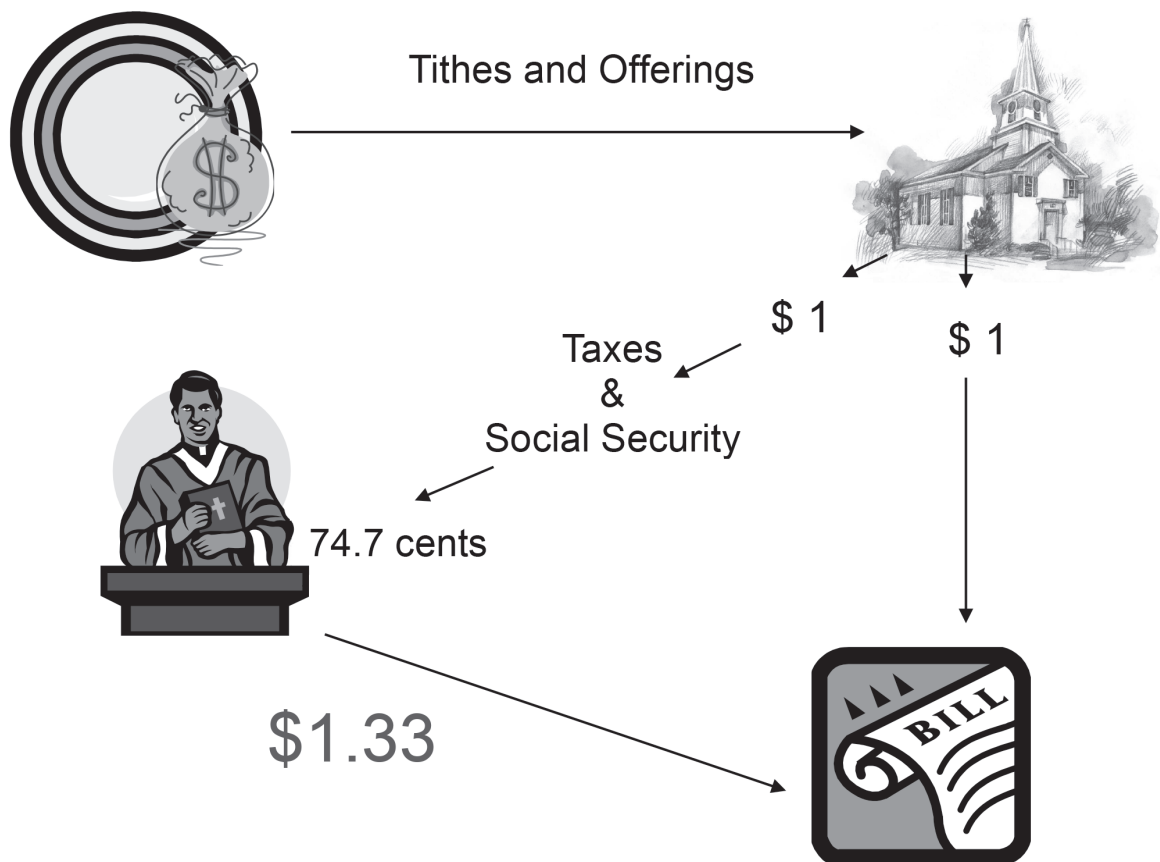 Tithes and Offerings
$
$ 1
$ 1
Taxes
&
Social Security
74.7 cents
$1.33
BILL